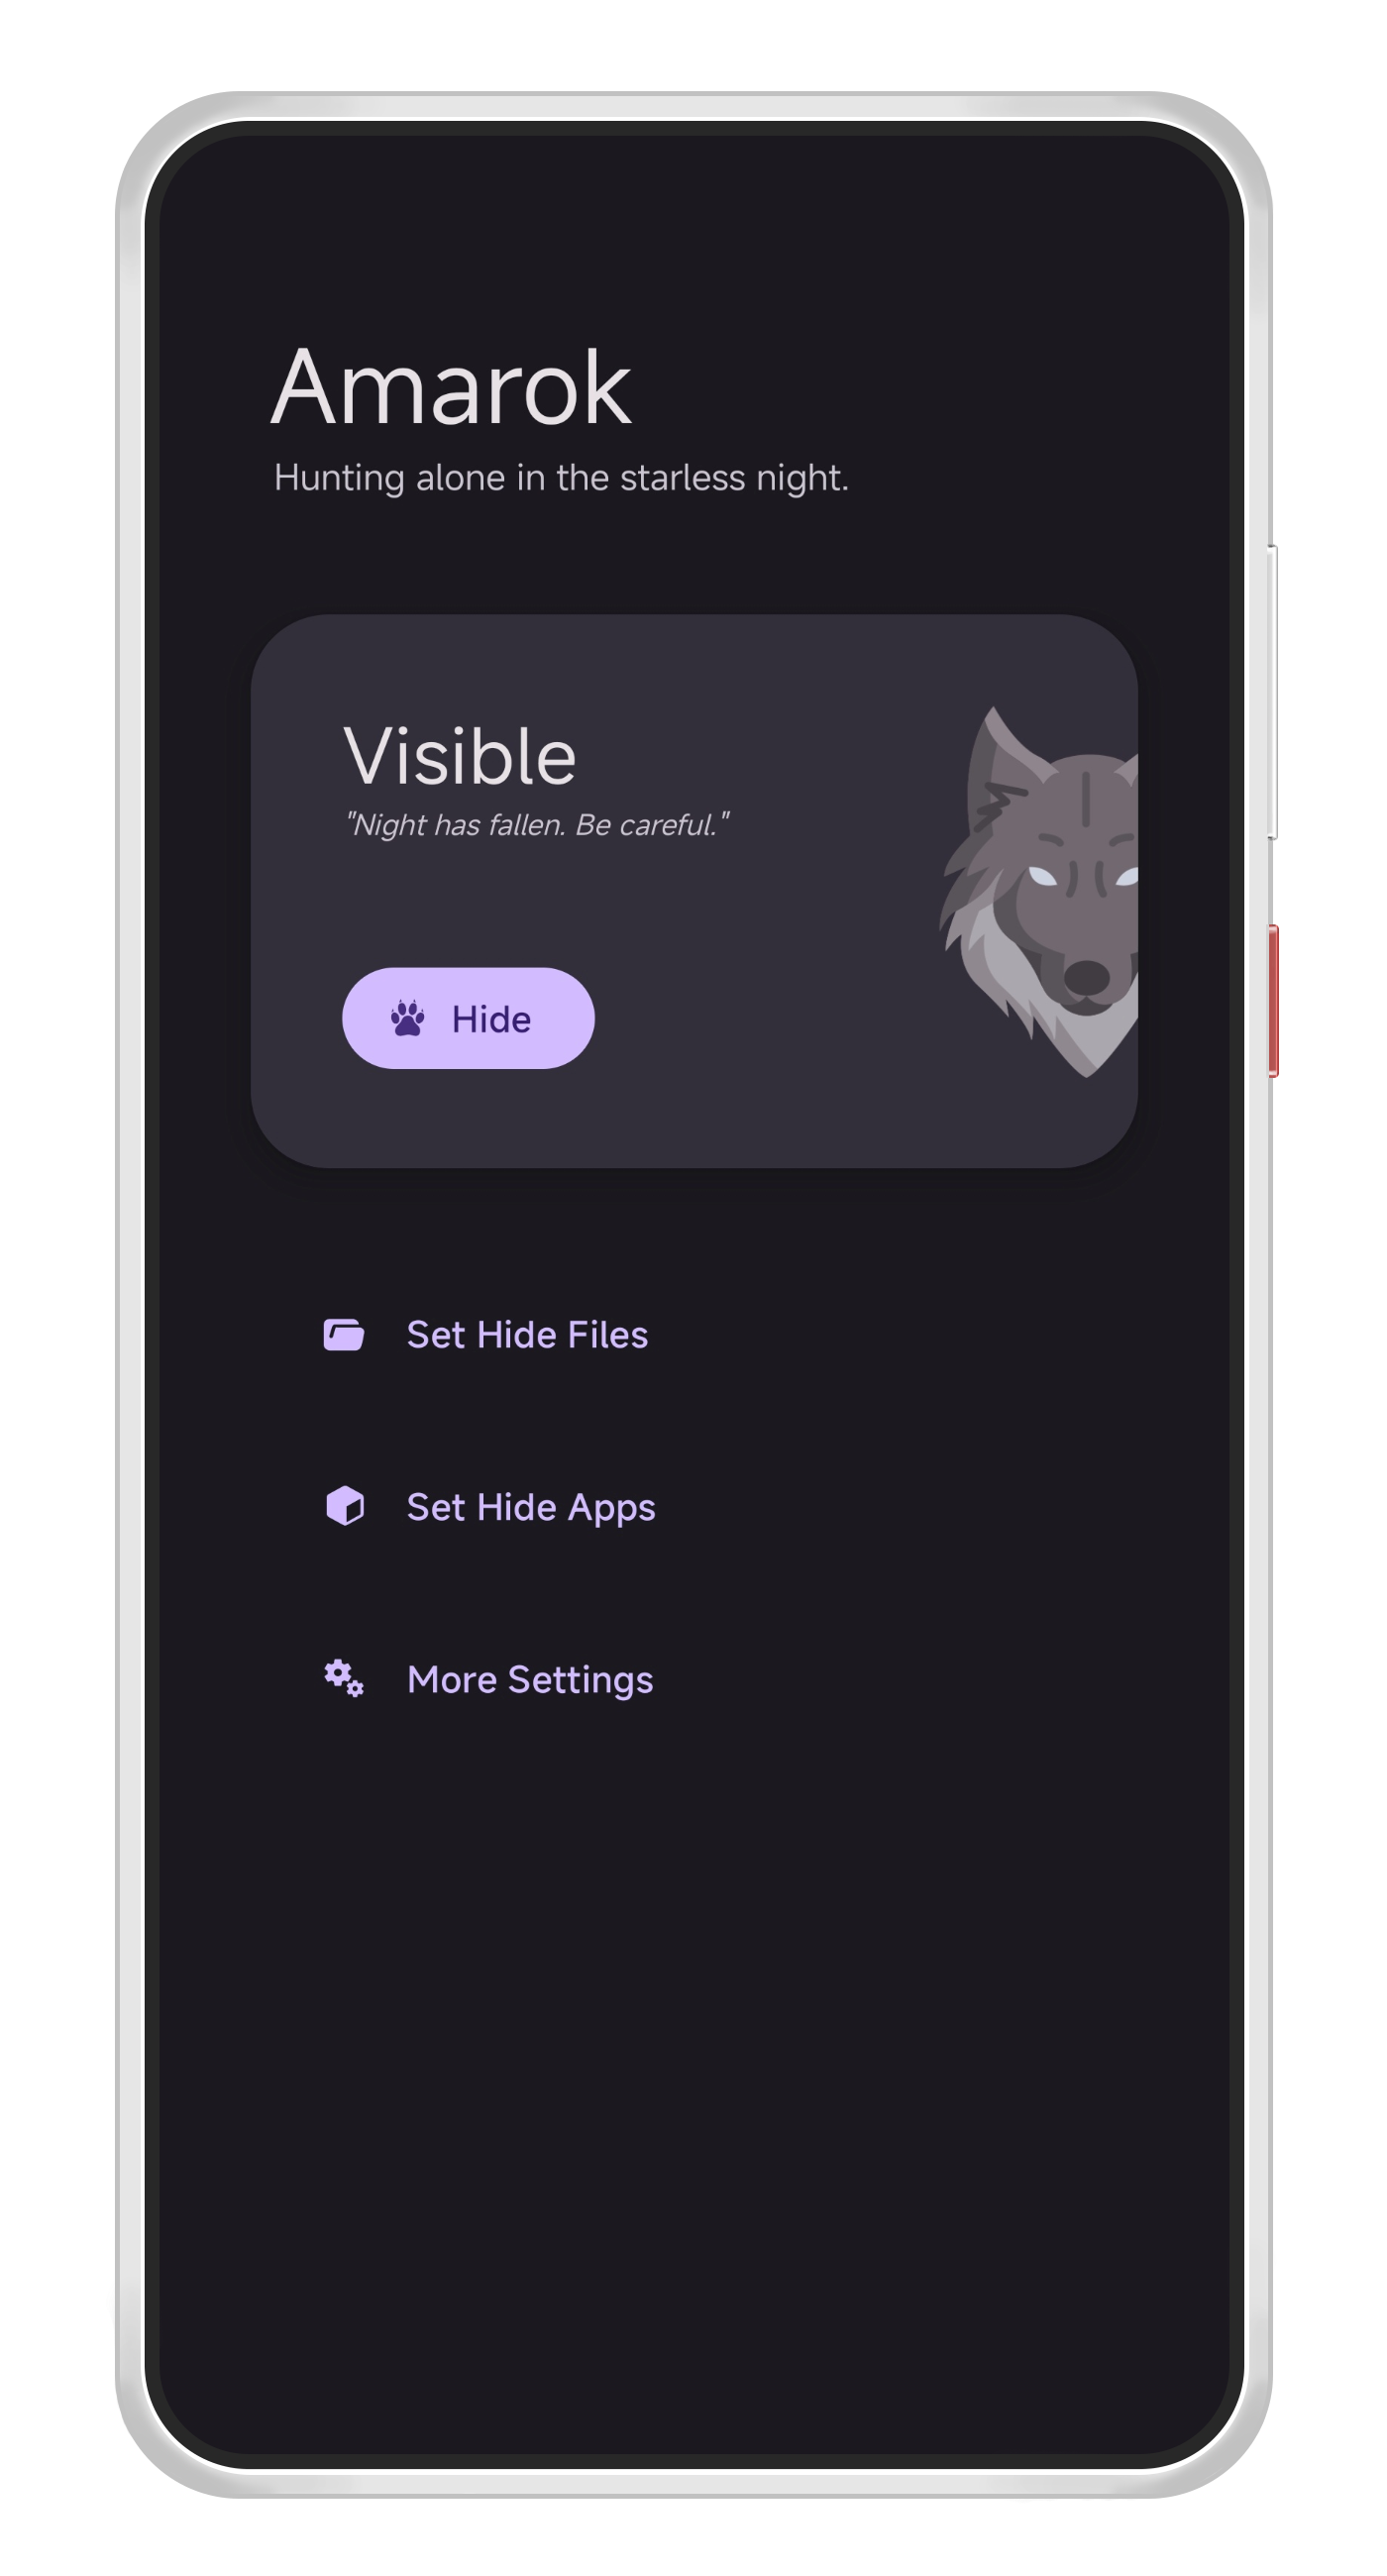 Amarok
Hunting alone in the starless night.
Visible
"Night has fallen. Be careful."
Hide
Set Hide Files
Set Hide Apps
More Settings